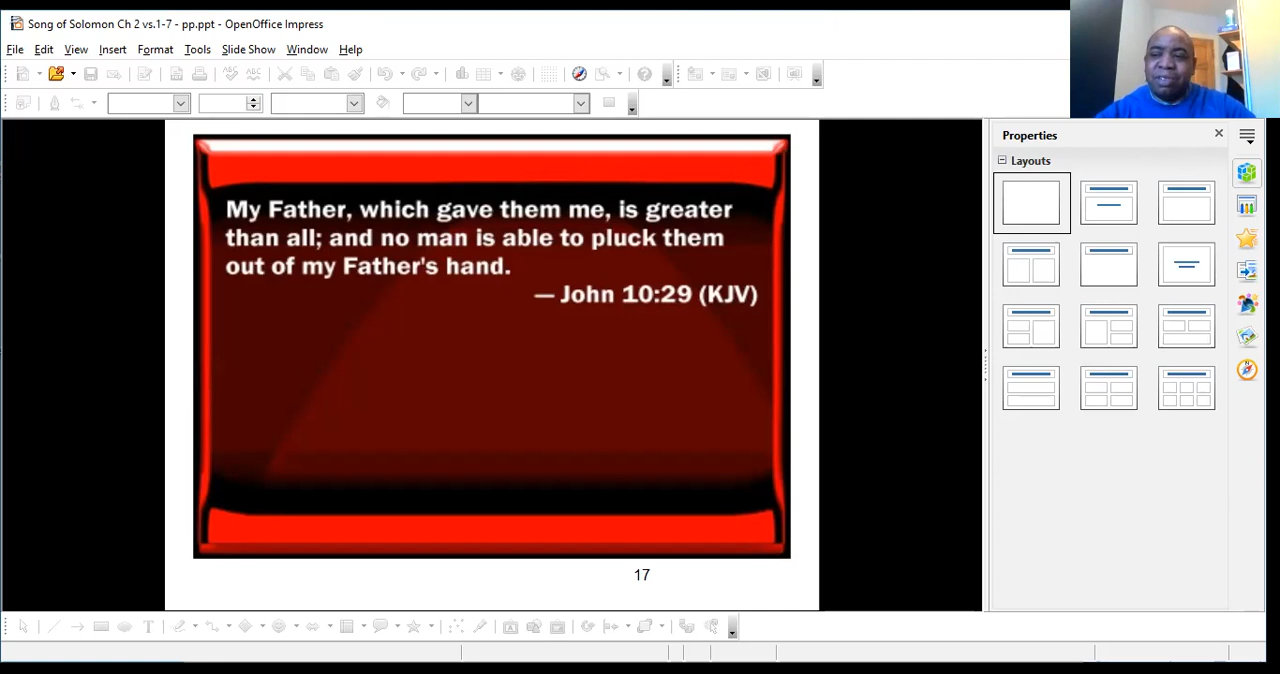 Song of Solomon Ch 2 vs.1-7 - pp.ppt - OpenOffice Impress
File Edit View Insert Format Tools Slide Show Window Help
Properties
Layouts
My Father, which gave them me, is greater
than all; and no man is able to pluck them
out of my Father's hand.
— John 10:29 (KJV)
17